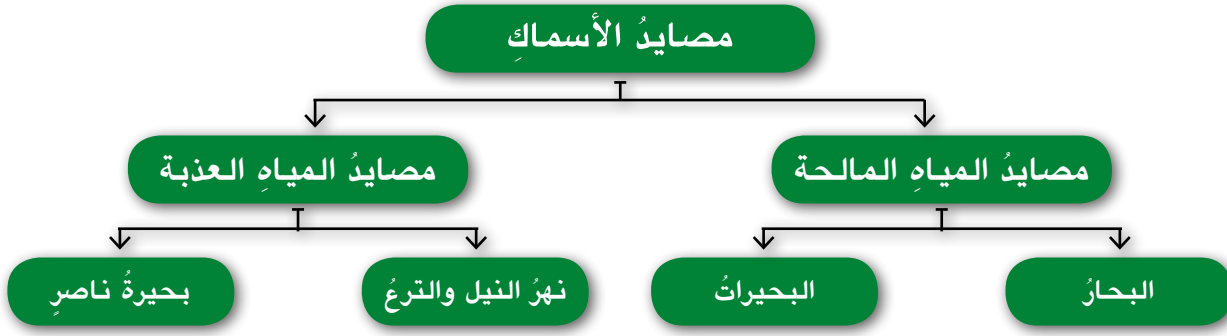 مصايدُ الأسماكِ
مصايدُ المياهِ المالحة
مصايدُ المياهِ العذبة
البحارُ
البحيراتُ
نهرُ النيل والترعُ
بحيرةُ ناصرٍ